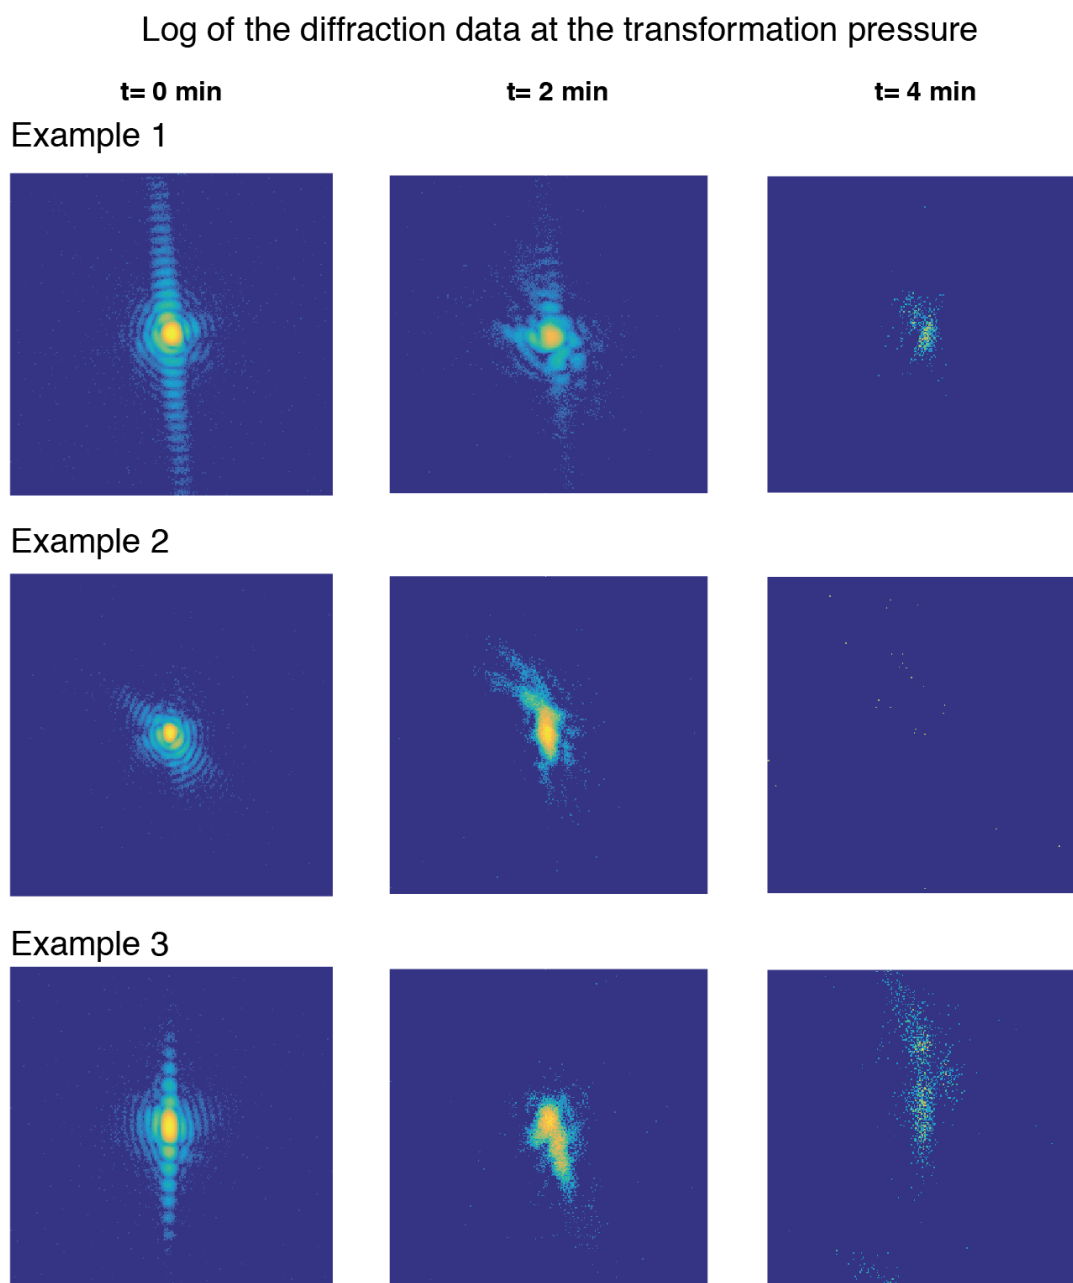 Log of the diffraction data at the transformation pressure
t= 0 min t= 2 min t= 4 min
Example 1
Example 2
Example 3